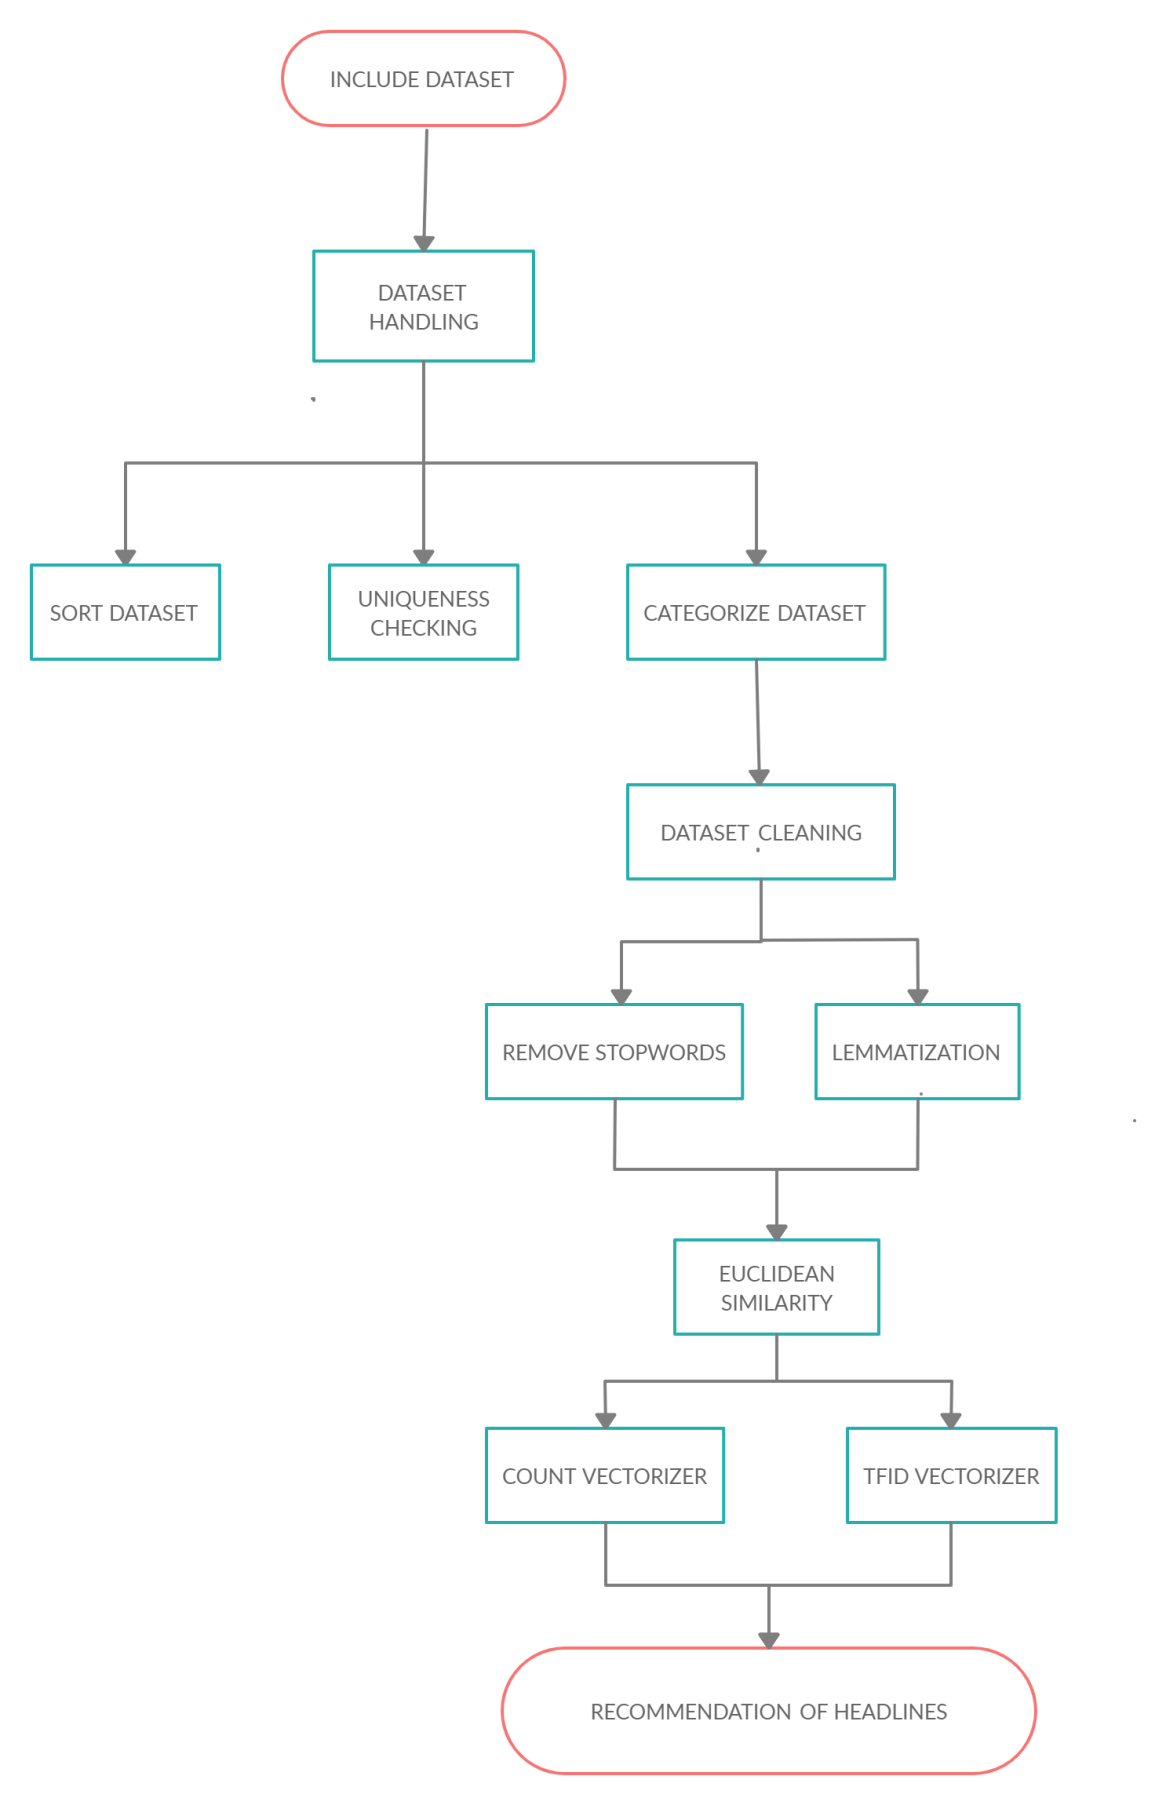 INCLUDE DATASET
DATASET
HANDLING
SORT DATASET
UNIQUENESS
CHECKING
CATEGORIZE DATASET
DATASET CLEANING
REMOVE STOPWORDS
LEMMATIZATION
EUCLIDEAN
SIMILARITY
COUNT VECTORIZER
TFID VECTORIZER
RECOMMENDATION OF HEADLINES